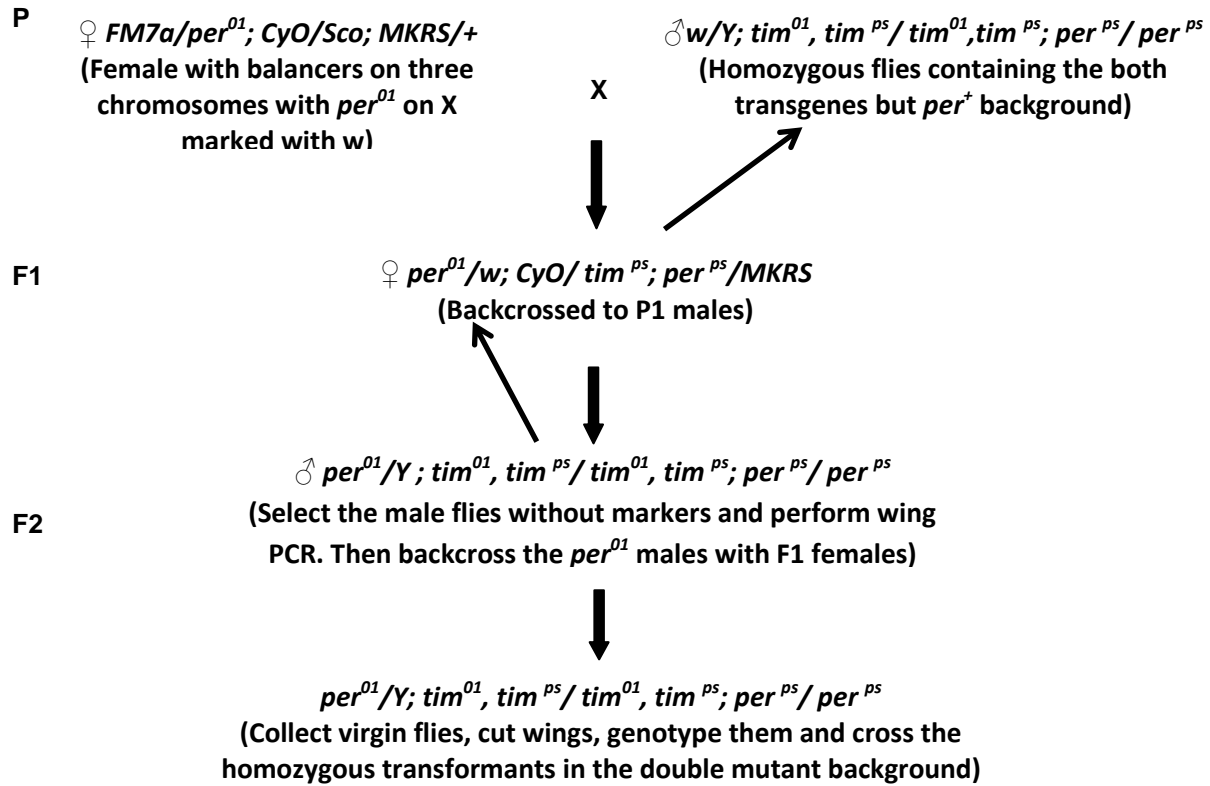 P
♀ FM7a/per⁰¹; CyO/Sco; MKRS/+
(Female with balancers on three
chromosomes with per⁰¹ on X
marked with w)
X
♂w/Y; tim⁰¹, tim ᵖˢ/ tim⁰¹,tim ᵖˢ; per ᵖˢ/ per ᵖˢ
(Homozygous flies containing the both
transgenes but per⁺ background)
F1
♀ per⁰¹/w; CyO/ tim ᵖˢ; per ᵖˢ/MKRS
(Backcrossed to P1 males)
F2
♂ per⁰¹/Y ; tim⁰¹, tim ᵖˢ/ tim⁰¹, tim ᵖˢ; per ᵖˢ/ per ᵖˢ
(Select the male flies without markers and perform wing
PCR. Then backcross the per⁰¹ males with F1 females)
per⁰¹/Y; tim⁰¹, tim ᵖˢ/ tim⁰¹, tim ᵖˢ; per ᵖˢ/ per ᵖˢ
(Collect virgin flies, cut wings, genotype them and cross the
homozygous transformants in the double mutant background)